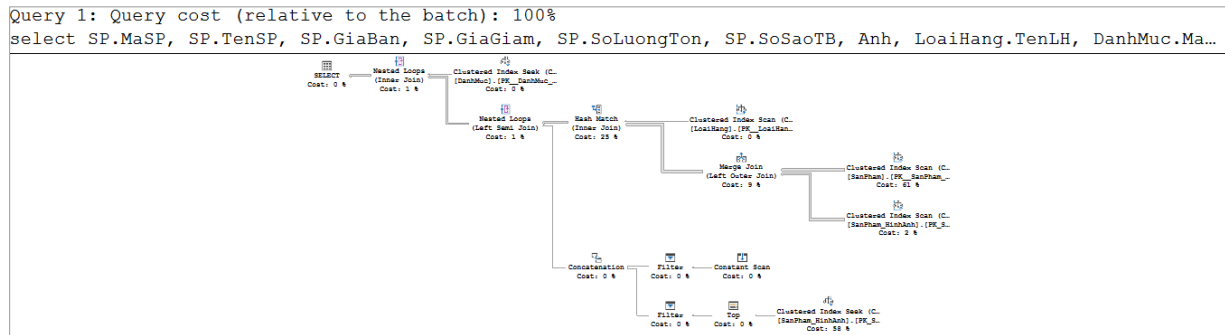 Query 1: Query cost (relative to the batch): 100%
select SP.MaSP, SP.TenSP, SP.GiaBan, SP.GiaGiam, SP.SoLuongTon, SP.SoSaoTB, Anh, LoaiHang.TenLH, DanhMuc.Ma…
SELECT
Cost: 0 %
Nested Loops
(Inner Join)
Cost: 1 %
Clustered Index Seek (C…
[DanhMuc].[PK__DanhMuc_…
Cost: 0 %
Nested Loops
(Left Semi Join)
Cost: 1 %
Hash Match
(Inner Join)
Cost: 25 %
Clustered Index Scan (C…
[LoaiHang].[PK__LoaiHan…
Cost: 0 %
Merge Join
(Left Outer Join)
Cost: 9 %
Clustered Index Scan (C…
[SanPham].[PK__SanPham_…
Cost: 61 %
Clustered Index Scan (C…
[SanPham_HinhAnh].[PK_S…
Cost: 2 %
Concatenation
Cost: 0 %
Filter
Cost: 0 %
Constant Scan
Cost: 0 %
Filter
Cost: 0 %
Top
Cost: 0 %
Clustered Index Seek (C…
[SanPham_HinhAnh].[PK_S…
Cost: 58 %